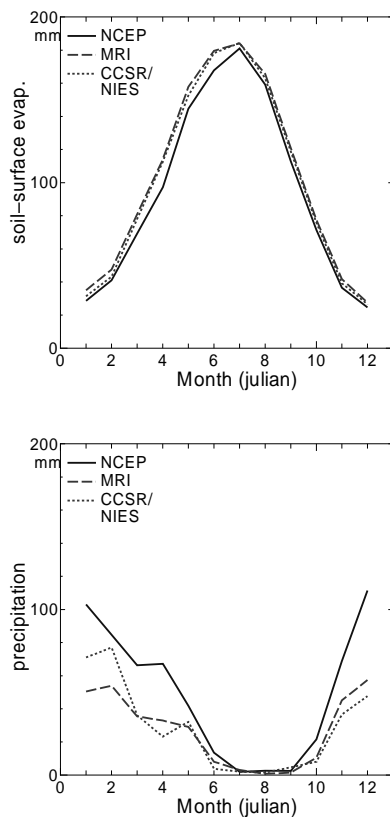 200
mm
NCEP
MRI
CCSR/
NIES
soil-surface evap.
100
0
0 2 4 6 8 10 12
Month (julian)
200
mm
NCEP
MRI
CCSR/
NIES
precipitation
100
0
0 2 4 6 8 10 12
Month (julian)